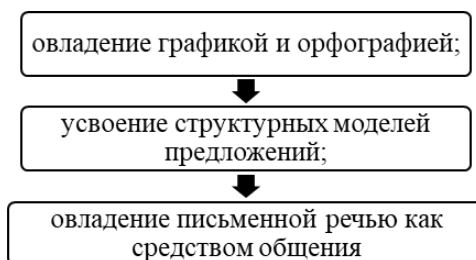 овладение графикой и орфографией;
усвоение структурных моделей
предложений;
овладение письменной речью как
средством общения